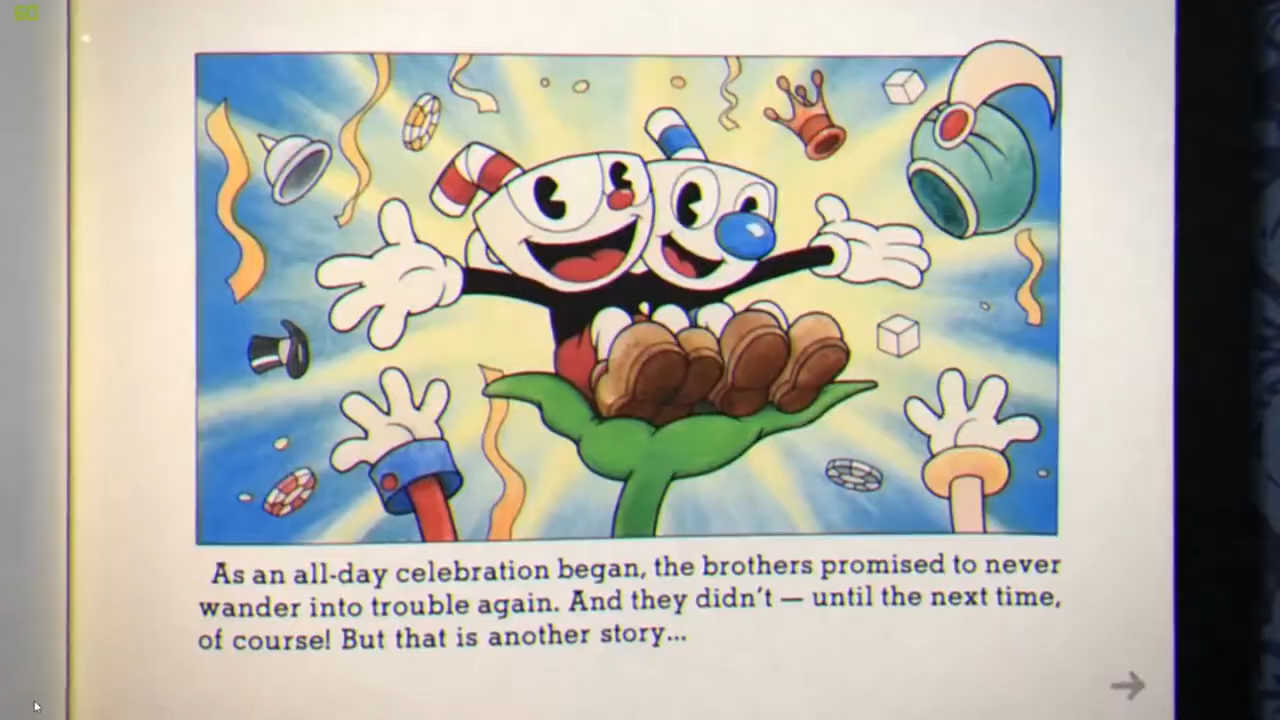 60
As an all-day celebration began, the brothers promised to never
wander into trouble again. And they didn't — until the next time,
of course! But that is another story...